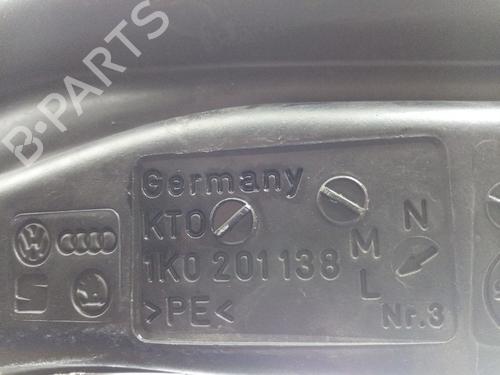 B-PARTS
Germany
KTO
1K0 201 138
>PE<
N
M
L
Nr.3